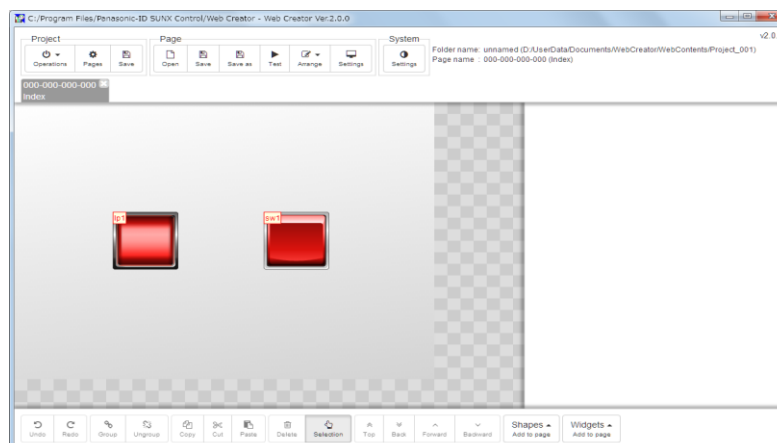 C:/Program Files/Panasonic-ID SUNX Control/Web Creator - Web Creator Ver.2.0.0
v2.0.
Project
Page
System
Operations
Pages
Save
Open
Save
Save as
Test
Arrange
Settings
Settings
Folder name: unnamed (D:/UserData/Documents/WebCreator/WebContents/Project_001)
Page name : 000-000-000-000 (Index)
000-000-000-000
Index
lp1
sw1
Undo
Redo
Group
Ungroup
Copy
Cut
Paste
Delete
Selection
Top
Back
Forward
Backward
Shapes
Add to page
Widgets
Add to page